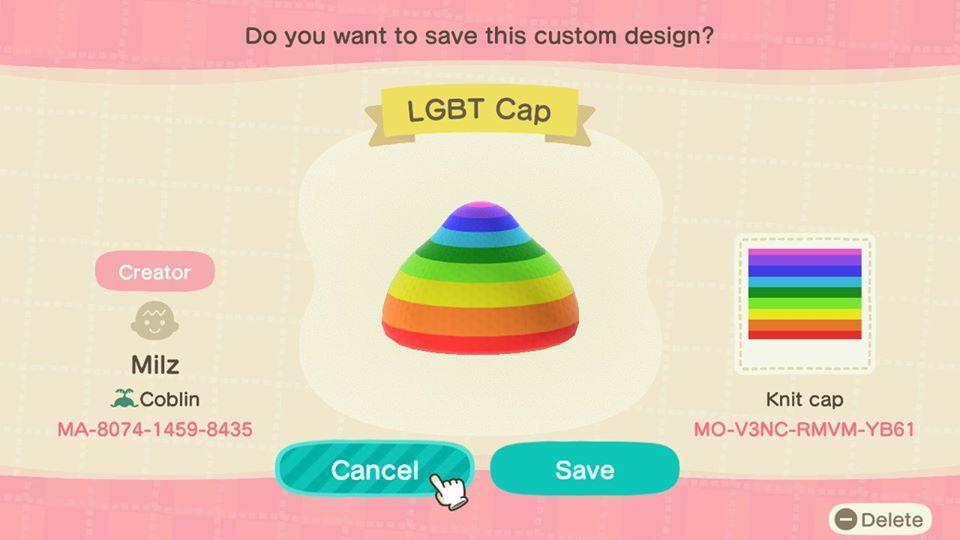 Do you want to save this custom design?
LGBT Cap
Creator
Milz
Coblin
MA-8074-1459-8435
Knit cap
MO-V3NC-RMVM-YB61
Cancel
Save
Delete